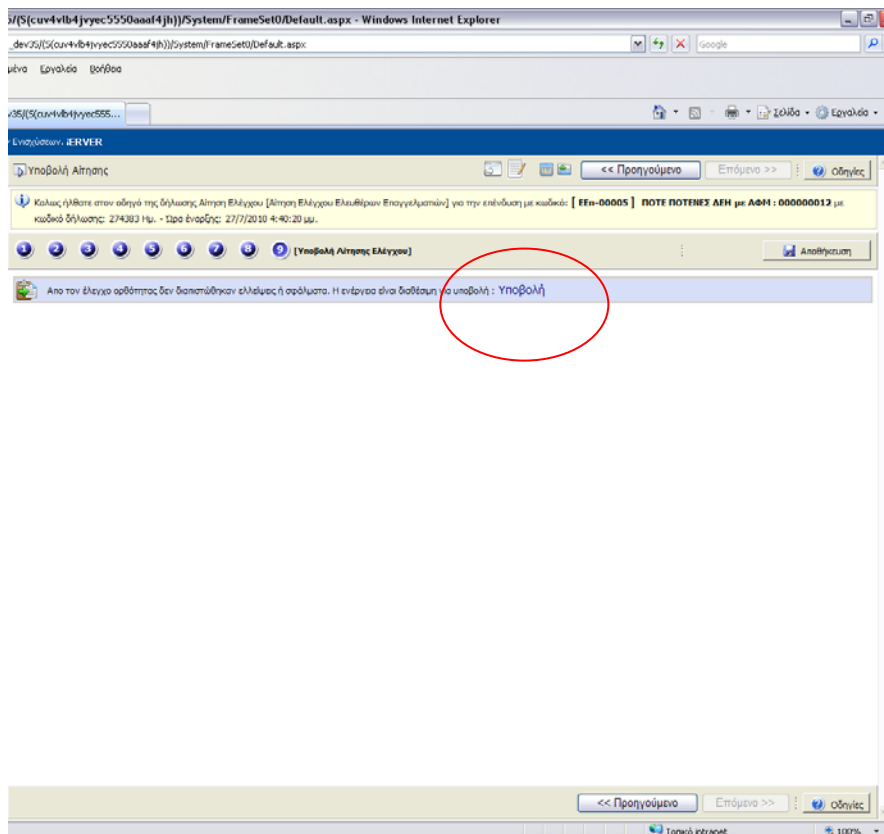 /(S(cuv4vlb4jvyec5550aaaf4jh))/System/FrameSet0/Default.aspx - Windows Internet Explorer
_dev35/(S(cuv4vlb4jvyec5550aaaf4jh))/System/FrameSet0/Default.aspx Google
μένα Εργαλεία Βοήθεια
v35/(S(cuv4vlb4jvyec555... Σελίδα Εργαλεία
Ενισχύσεων. iERVER
Υποβολή Αίτησης << Προηγούμενο Επόμενο >> Οδηγίες
Καλως ήλθατε στον οδηγό της δήλωσης Αίτηση Ελέγχου [Αίτηση Ελέγχου Ελευθέρων Επαγγελματιών] για την επένδυση με κωδικό: [ ΕΕπ-00005 ] ΠΟΤΕ ΠΟΤΕΝΕΣ ΔΕΗ με ΑΦΜ : 000000012 με
κωδικό δήλωσης: 274383 Ημ. - Ώρα έναρξης: 27/7/2010 4:40:20 μμ.
1 2 3 4 5 6 7 8 9 [Υποβολή Αίτησης Ελέγχου] Αποθήκευση
Απο τον έλεγχο ορθότητας δεν διαπιστώθηκαν ελλείψεις ή σφάλματα. Η ενέργεια είναι διαθέσιμη για υποβολή : Υποβολή
<< Προηγούμενο Επόμενο >> Οδηγίες
Τοπικό intranet 100%